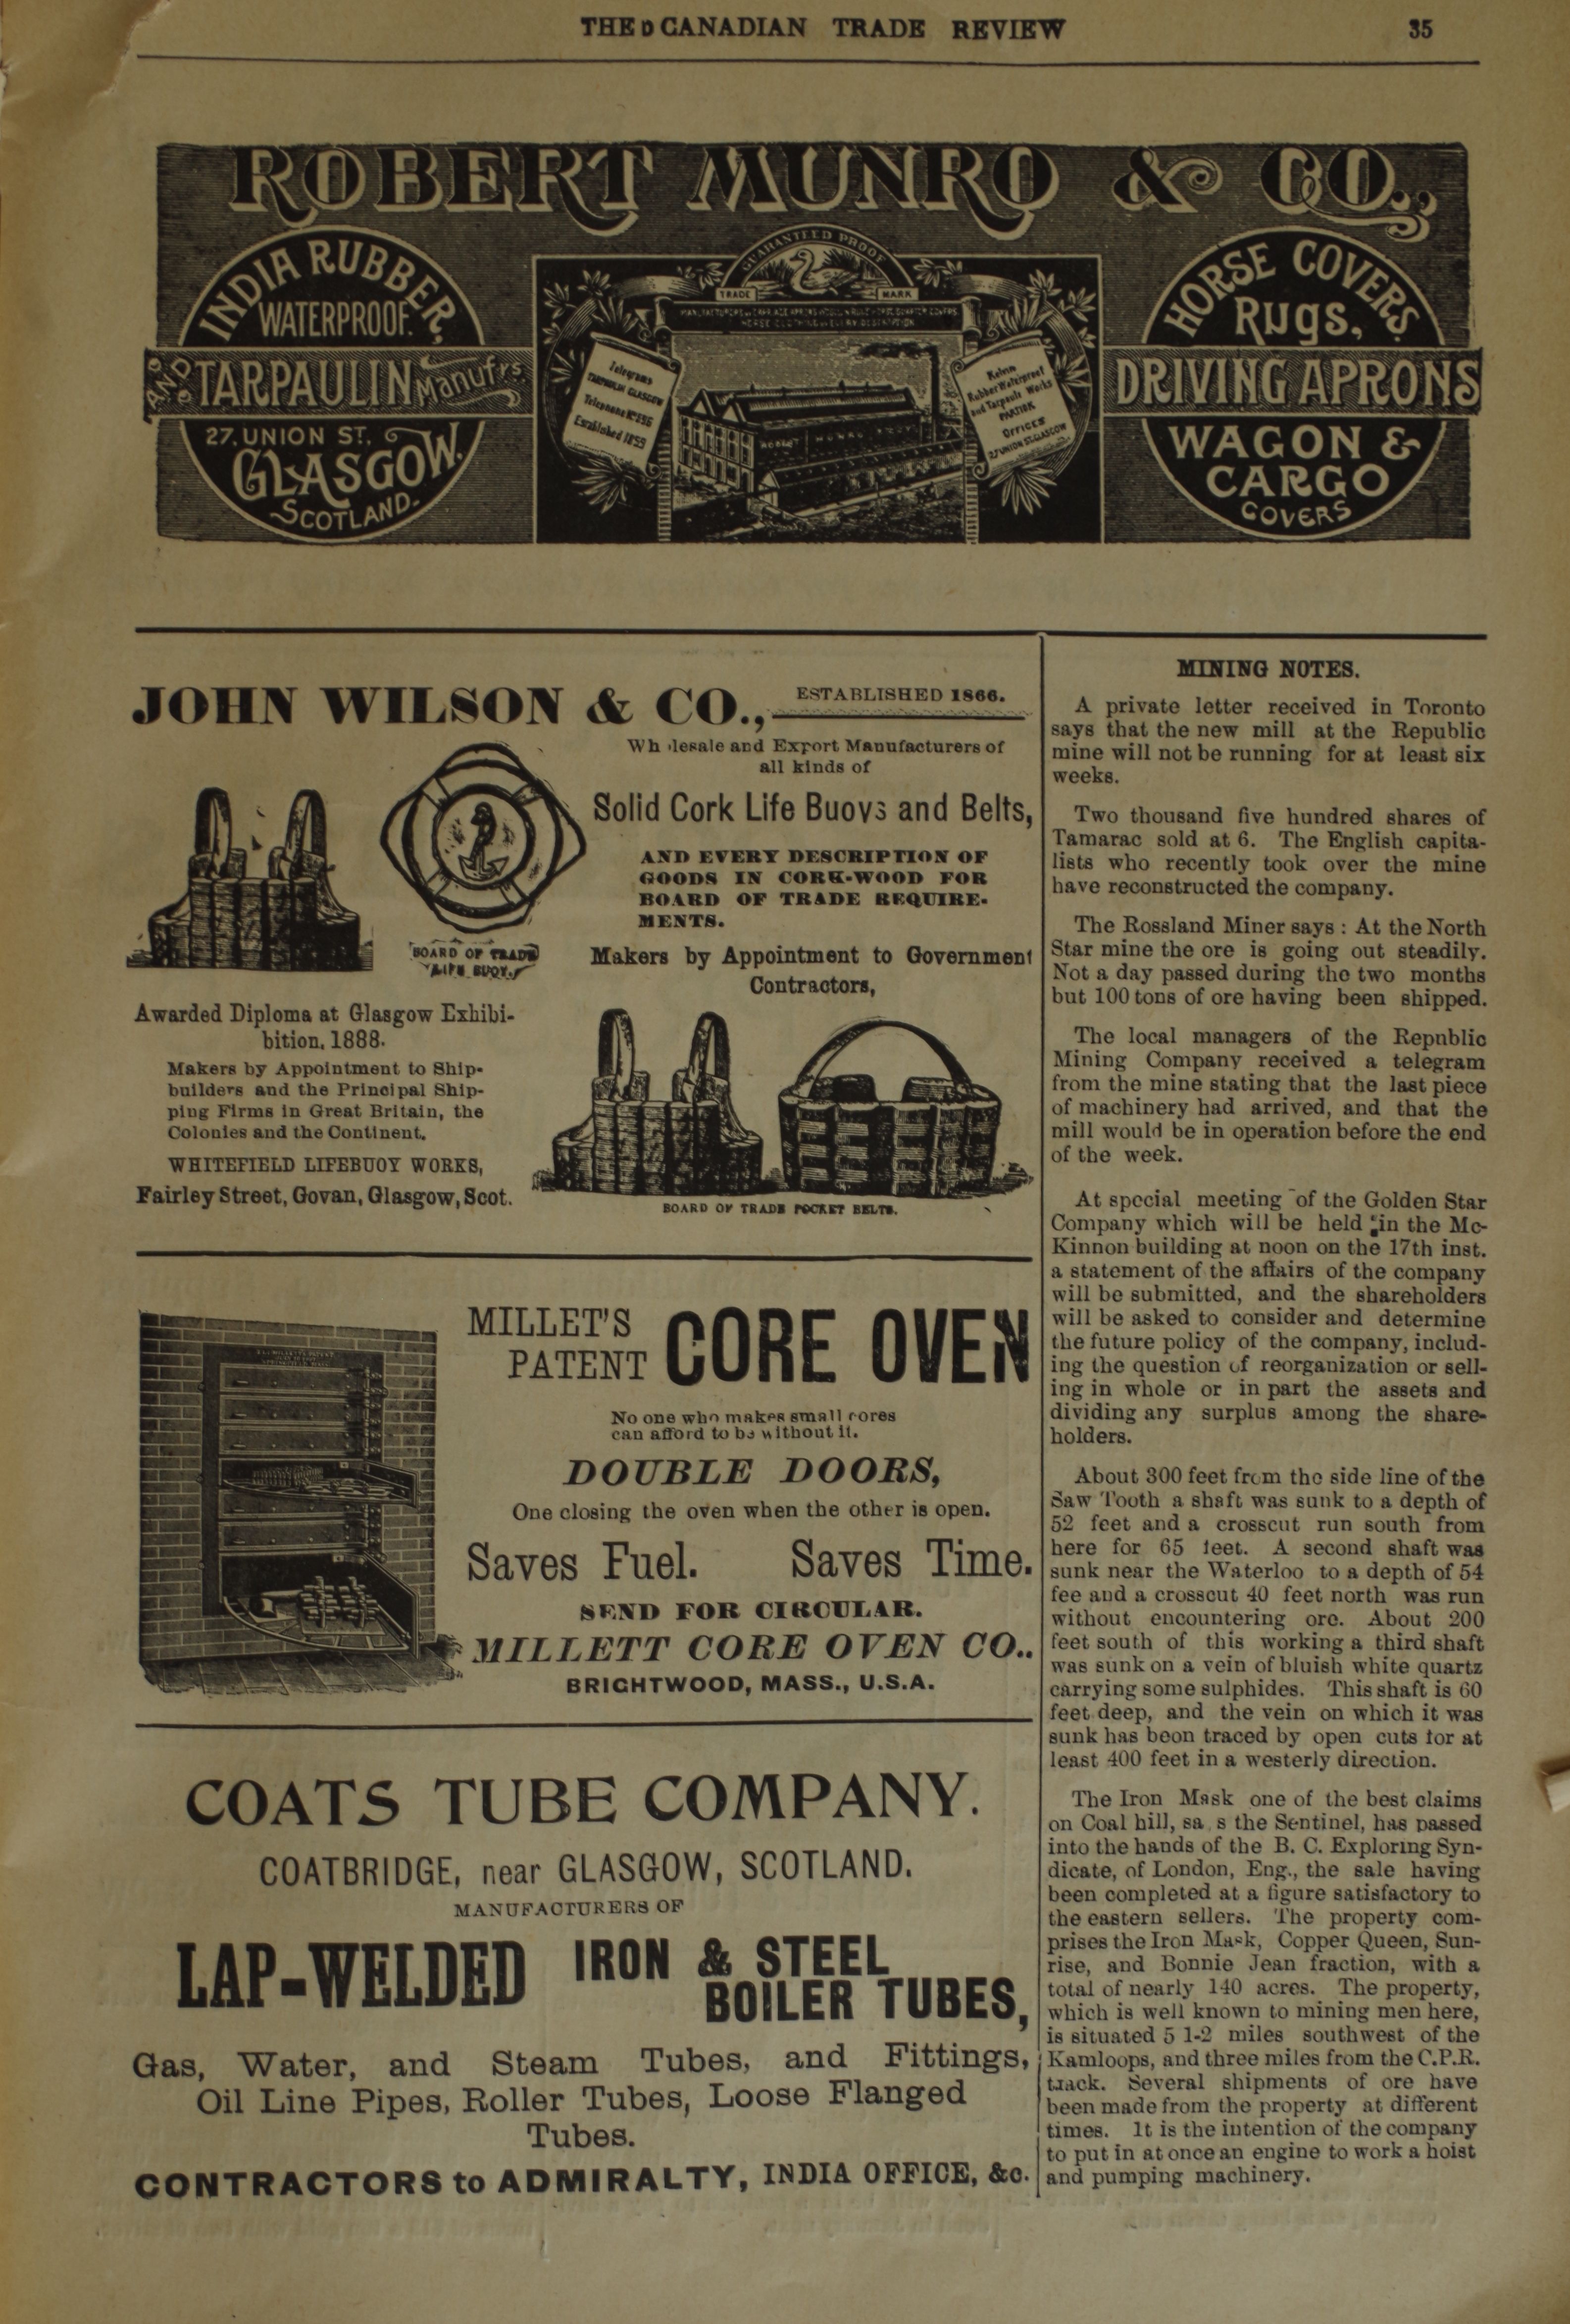 THE D CANADIAN TRADE REVIEW 35
ROBERT MUNRO & CO.,
INDIA RUBBER,
WATERPROOF.
AND
TARPAULIN Manufrs.
27, UNION ST.
GLASGOW.
SCOTLAND.
GUARANTEED PROOF
TRADE MARK
Telegrams
TARPAULIN GLASGOW
Established 1859
Kelvin
Rubber Waterproof
and Tarpaulin Works
PARTICK
OFFICES
27 UNION ST. GLASGOW
HORSE COVERS,
Rugs,
DRIVING APRONS
WAGON &
CARGO
COVERS
JOHN WILSON & CO., ESTABLISHED 1866.
Wholesale and Export Manufacturers of
all kinds of
Solid Cork Life Buoys and Belts,
AND EVERY DESCRIPTION OF
GOODS IN CORK-WOOD FOR
BOARD OF TRADE REQUIRE-
MENTS.
BOARD OF TRADE
LIFE BUOY.
Makers by Appointment to Government
Contractors,
Awarded Diploma at Glasgow Exhibi-
bition, 1888.
Makers by Appointment to Ship-
builders and the Principal Ship-
ping Firms in Great Britain, the
Colonies and the Continent.
WHITEFIELD LIFEBUOY WORKS,
Fairley Street, Govan, Glasgow, Scot.
BOARD OF TRADE POCKET BELTS.
MILLET'S
PATENT
CORE OVEN
No one who makes small cores
can afford to be without it.
DOUBLE DOORS,
One closing the oven when the other is open.
Saves Fuel. Saves Time.
SEND FOR CIRCULAR.
MILLETT CORE OVEN CO..
BRIGHTWOOD, MASS., U.S.A.
COATS TUBE COMPANY.
COATBRIDGE, near GLASGOW, SCOTLAND.
MANUFACTURERS OF
LAP-WELDED IRON & STEEL
BOILER TUBES,
Gas, Water, and Steam Tubes, and Fittings,
Oil Line Pipes, Roller Tubes, Loose Flanged
Tubes.
CONTRACTORS to ADMIRALTY, INDIA OFFICE, &c.
MINING NOTES.
A private letter received in Toronto
says that the new mill at the Republic
mine will not be running for at least six
weeks.
Two thousand five hundred shares of
Tamarac sold at 6. The English capita-
lists who recently took over the mine
have reconstructed the company.
The Rossland Miner says : At the North
Star mine the ore is going out steadily.
Not a day passed during the two months
but 100 tons of ore having been shipped.
The local managers of the Repnblic
Mining Company received a telegram
from the mine stating that the last piece
of machinery had arrived, and that the
mill would be in operation before the end
of the week.
At special meeting of the Golden Star
Company which will be held in the Mc-
Kinnon building at noon on the 17th inst.
a statement of the affairs of the company
will be submitted, and the shareholders
will be asked to consider and determine
the future policy of the company, includ-
ing the question of reorganization or sell-
ing in whole or in part the assets and
dividing any surplus among the share-
holders.
About 300 feet from the side line of the
Saw Tooth a shaft was sunk to a depth of
52 feet and a crosscut run south from
here for 65 feet. A second shaft was
sunk near the Waterloo to a depth of 54
fee and a crosscut 40 feet north was run
without encountering ore. About 200
feet south of this working a third shaft
was sunk on a vein of bluish white quartz
carrying some sulphides. This shaft is 60
feet deep, and the vein on which it was
sunk has been traced by open cuts for at
least 400 feet in a westerly direction.
The Iron Mask one of the best claims
on Coal hill, sa s the Sentinel, has passed
into the hands of the B. C. Exploring Syn-
dicate, of London, Eng., the sale having
been completed at a figure satisfactory to
the eastern sellers. The property com-
prises the Iron Mask, Copper Queen, Sun-
rise, and Bonnie Jean fraction, with a
total of nearly 140 acres. The property,
which is well known to mining men here,
is situated 5 1-2 miles southwest of the
Kamloops, and three miles from the C.P.R.
track. Several shipments of ore have
been made from the property at different
times. It is the intention of the company
to put in at once an engine to work a hoist
and pumping machinery.